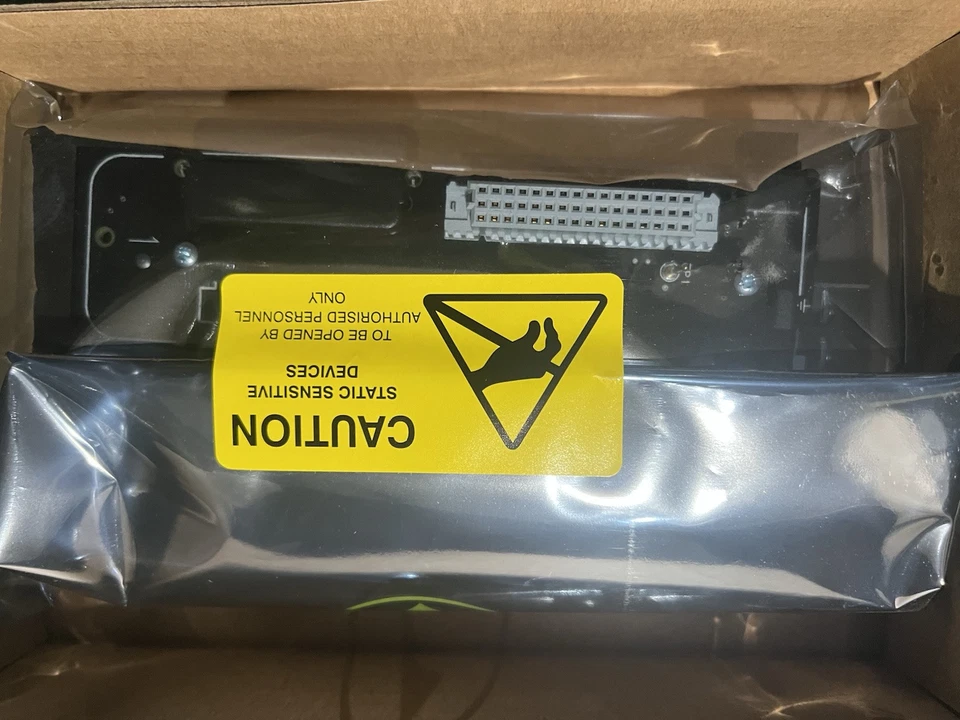 CAUTION
STATIC SENSITIVE
DEVICES
TO BE OPENED BY
AUTHORISED PERSONNEL
ONLY